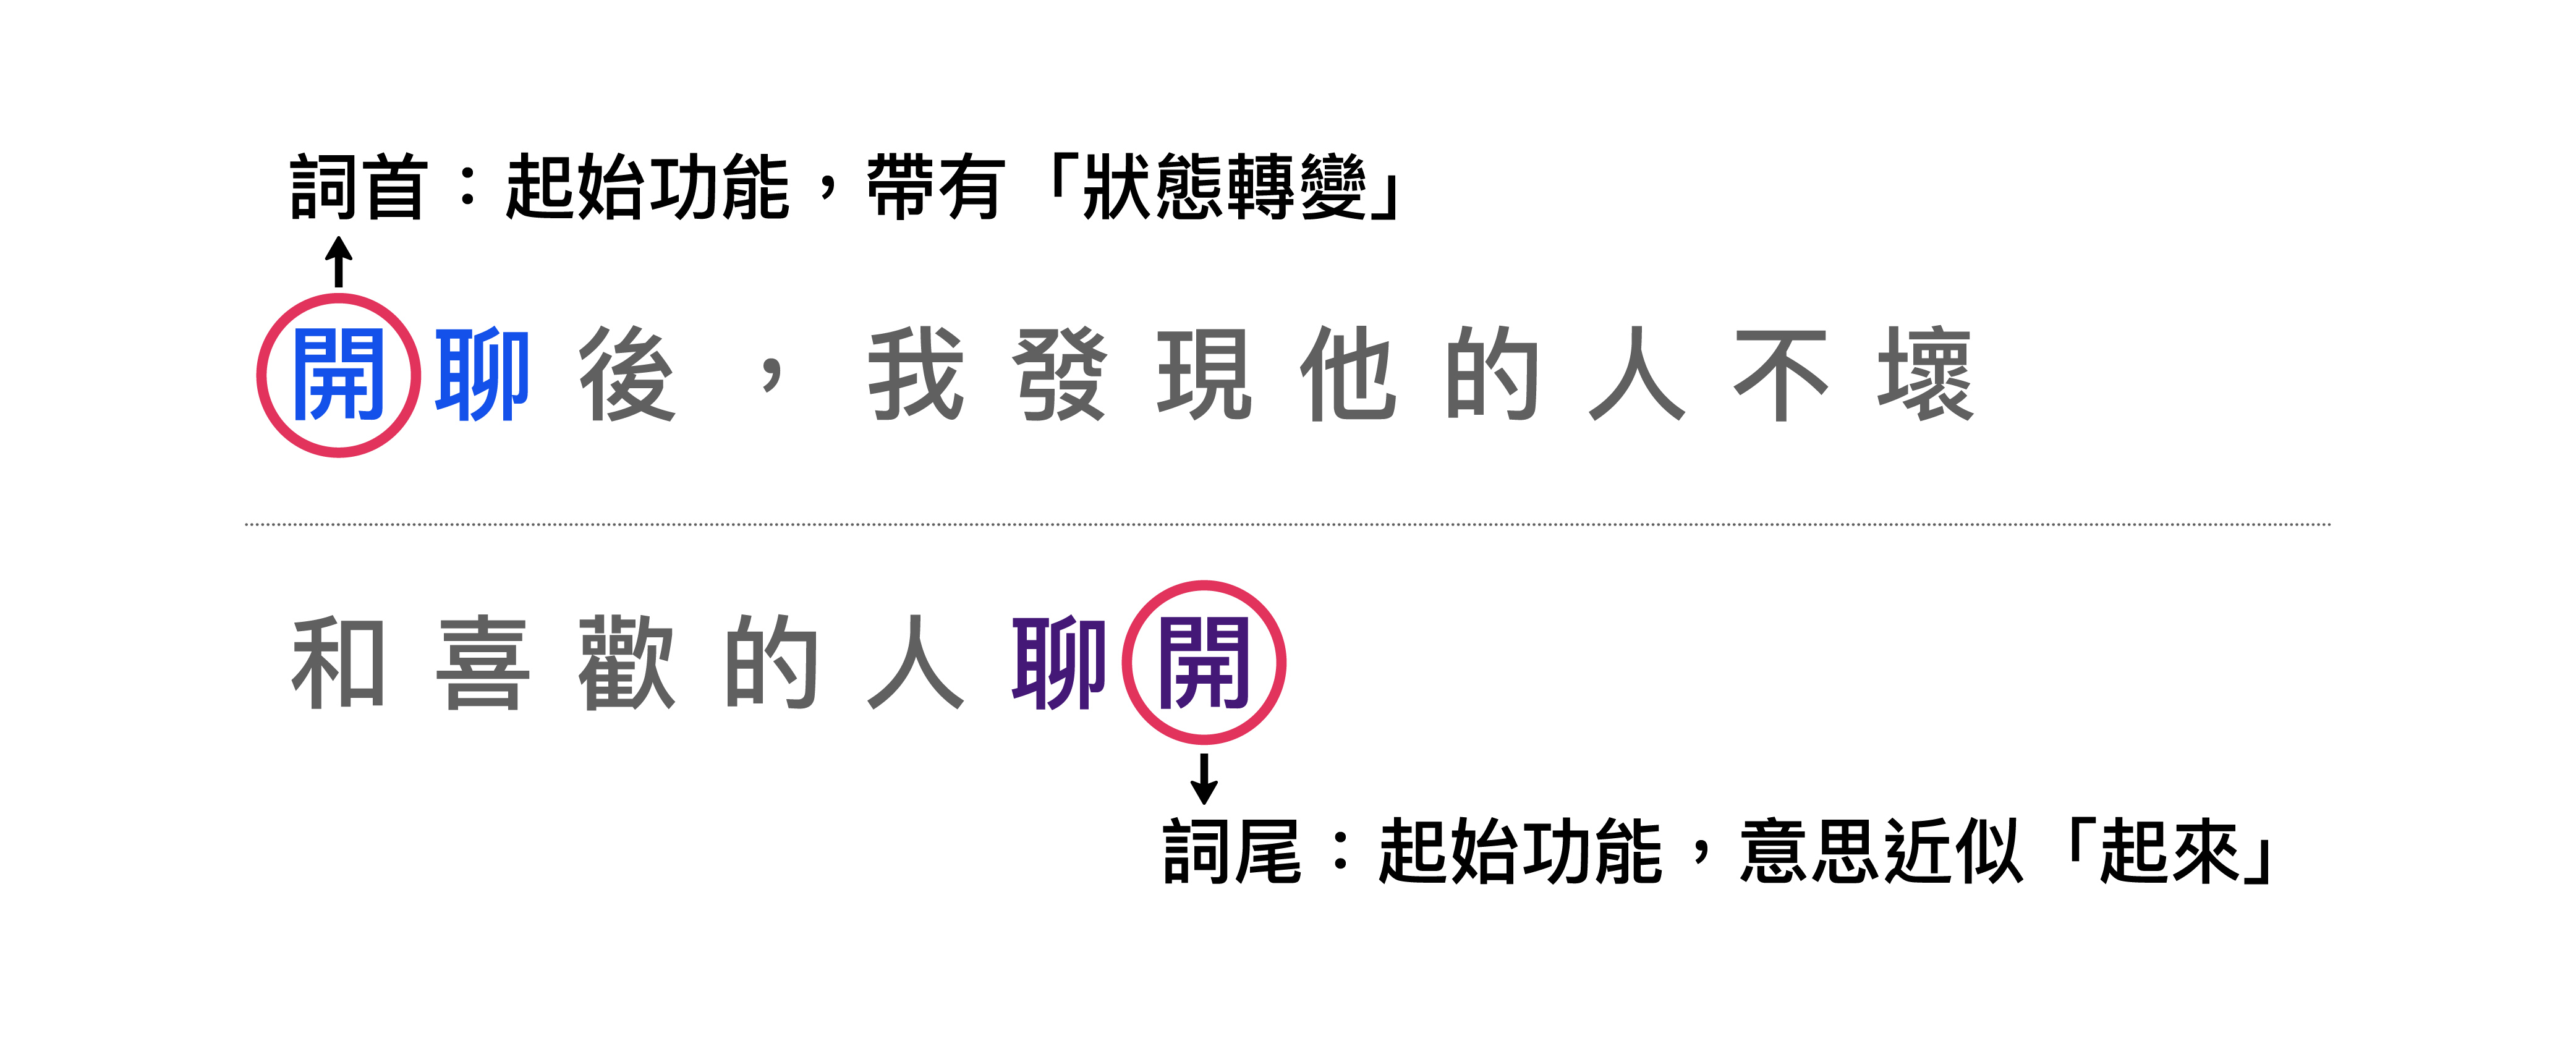 詞首：起始功能，帶有「狀態轉變」
開聊後，我發現他的人不壞
和喜歡的人聊開
詞尾：起始功能，意思近似「起來」